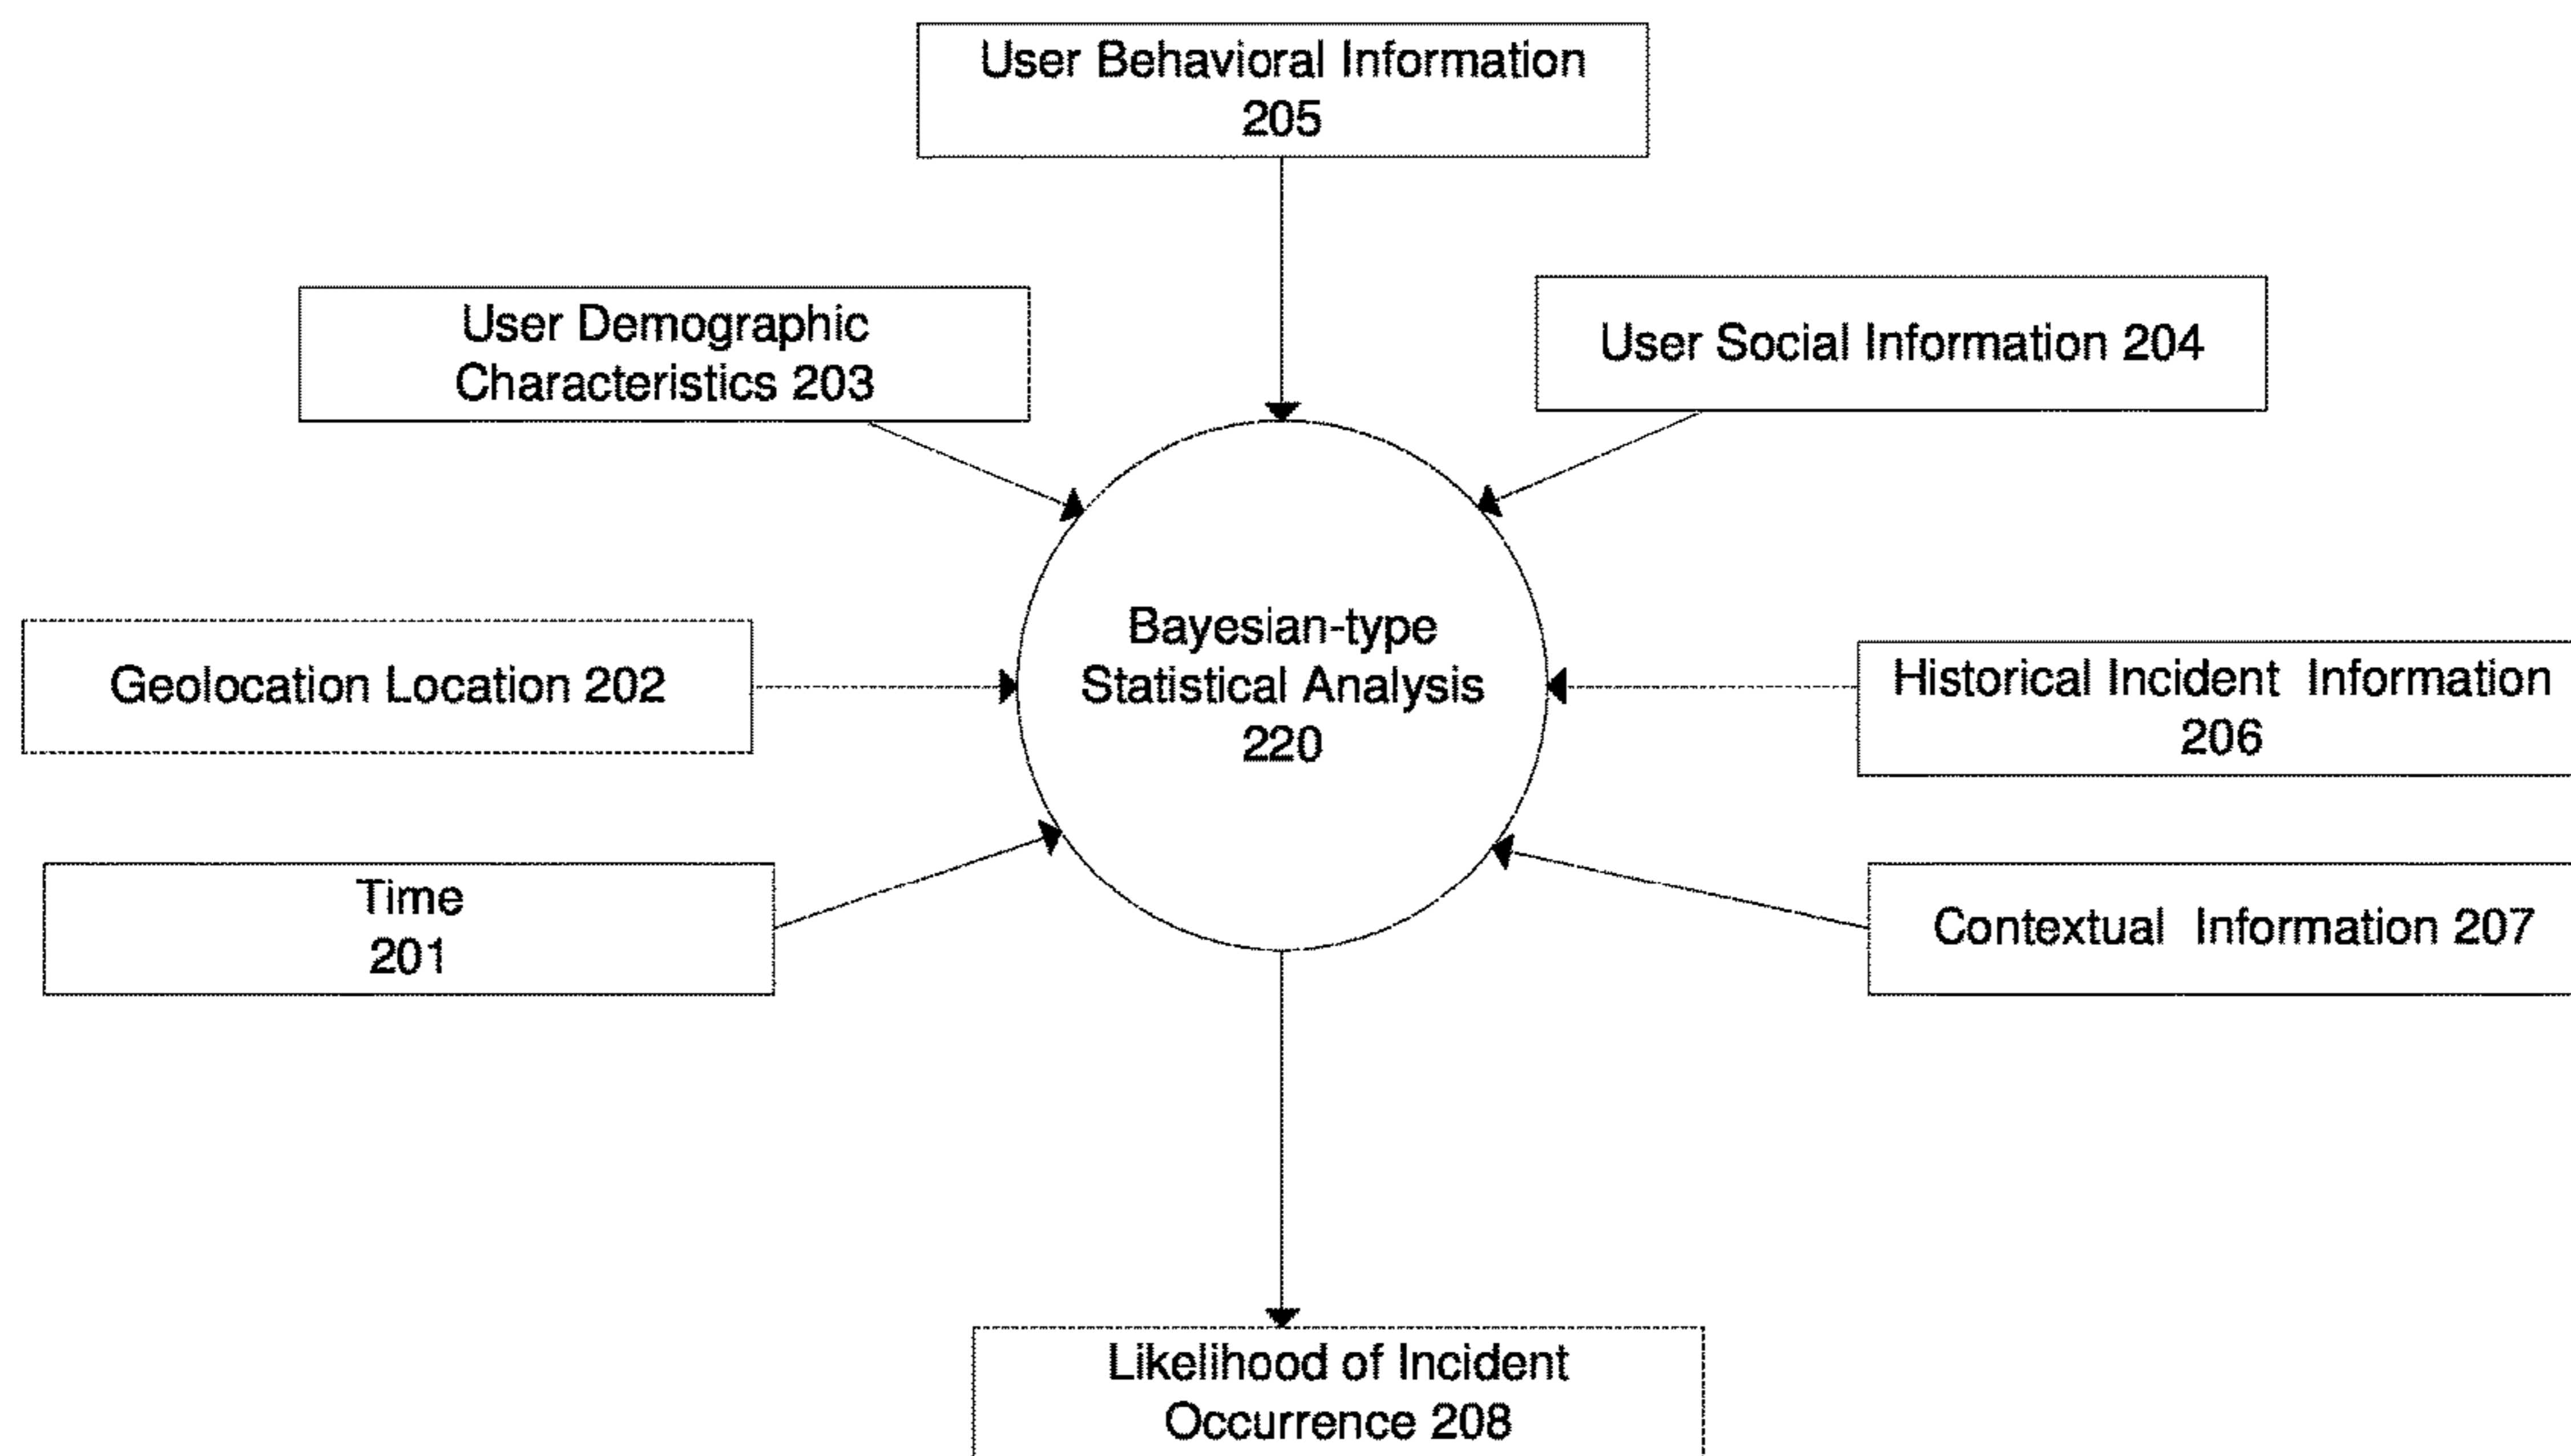 User Behavioral Information
205
User Demographic
Characteristics 203
User Social Information 204
Bayesian-type
Statistical Analysis
220
Geolocation Location 202
Historical Incident  Information
206
Time
201
Contextual  Information 207
Likelihood of Incident
Occurrence 208